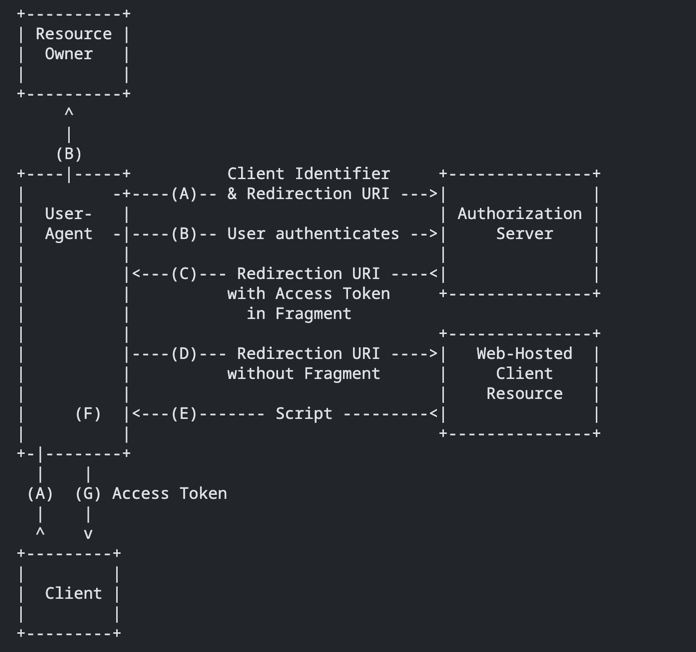 +----------+
| Resource |
|  Owner   |
|          |
+----------+
     ^
     |
    (B)
+----|-----+          Client Identifier     +---------------+
|         -+----(A)-- & Redirection URI --->|               |
|  User-   |                                | Authorization |
|  Agent  -|----(B)-- User authenticates -->|     Server    |
|          |                                |               |
|          |<---(C)--- Redirection URI ----<|               |
|          |          with Access Token     +---------------+
|          |            in Fragment
|          |                                +---------------+
|          |----(D)--- Redirection URI ---->|   Web-Hosted  |
|          |          without Fragment      |     Client    |
|          |                                |    Resource   |
|     (F)  |<---(E)------- Script ---------<|               |
|          |                                +---------------+
+-|--------+
  |    |
 (A)  (G) Access Token
  |    |
  ^    v
+---------+
|         |
|  Client |
|         |
+---------+